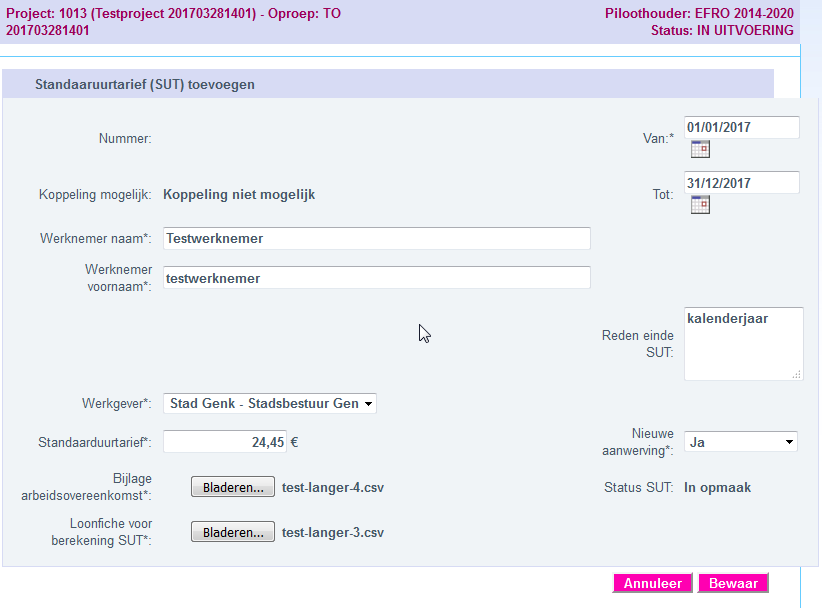 Project: 1013 (Testproject 201703281401) - Oproep: TO
201703281401
Piloothouder: EFRO 2014-2020
Status: IN UITVOERING
Standaaruurtarief (SUT) toevoegen
Nummer:
Van:*
01/01/2017
Koppeling mogelijk:
Koppeling niet mogelijk
Tot:
31/12/2017
Werknemer naam*:
Testwerknemer
Werknemer
voornaam*:
testwerknemer
Reden einde
SUT:
kalenderjaar
Werkgever*:
Stad Genk - Stadsbestuur Gen
Standaarduurtarief*:
24,45 €
Nieuwe
aanwerving*:
Ja
Bijlage
arbeidsovereenkomst*:
Bladeren... test-langer-4.csv
Status SUT:
In opmaak
Loonfiche voor
berekening SUT*:
Bladeren... test-langer-3.csv
Annuleer
Bewaar